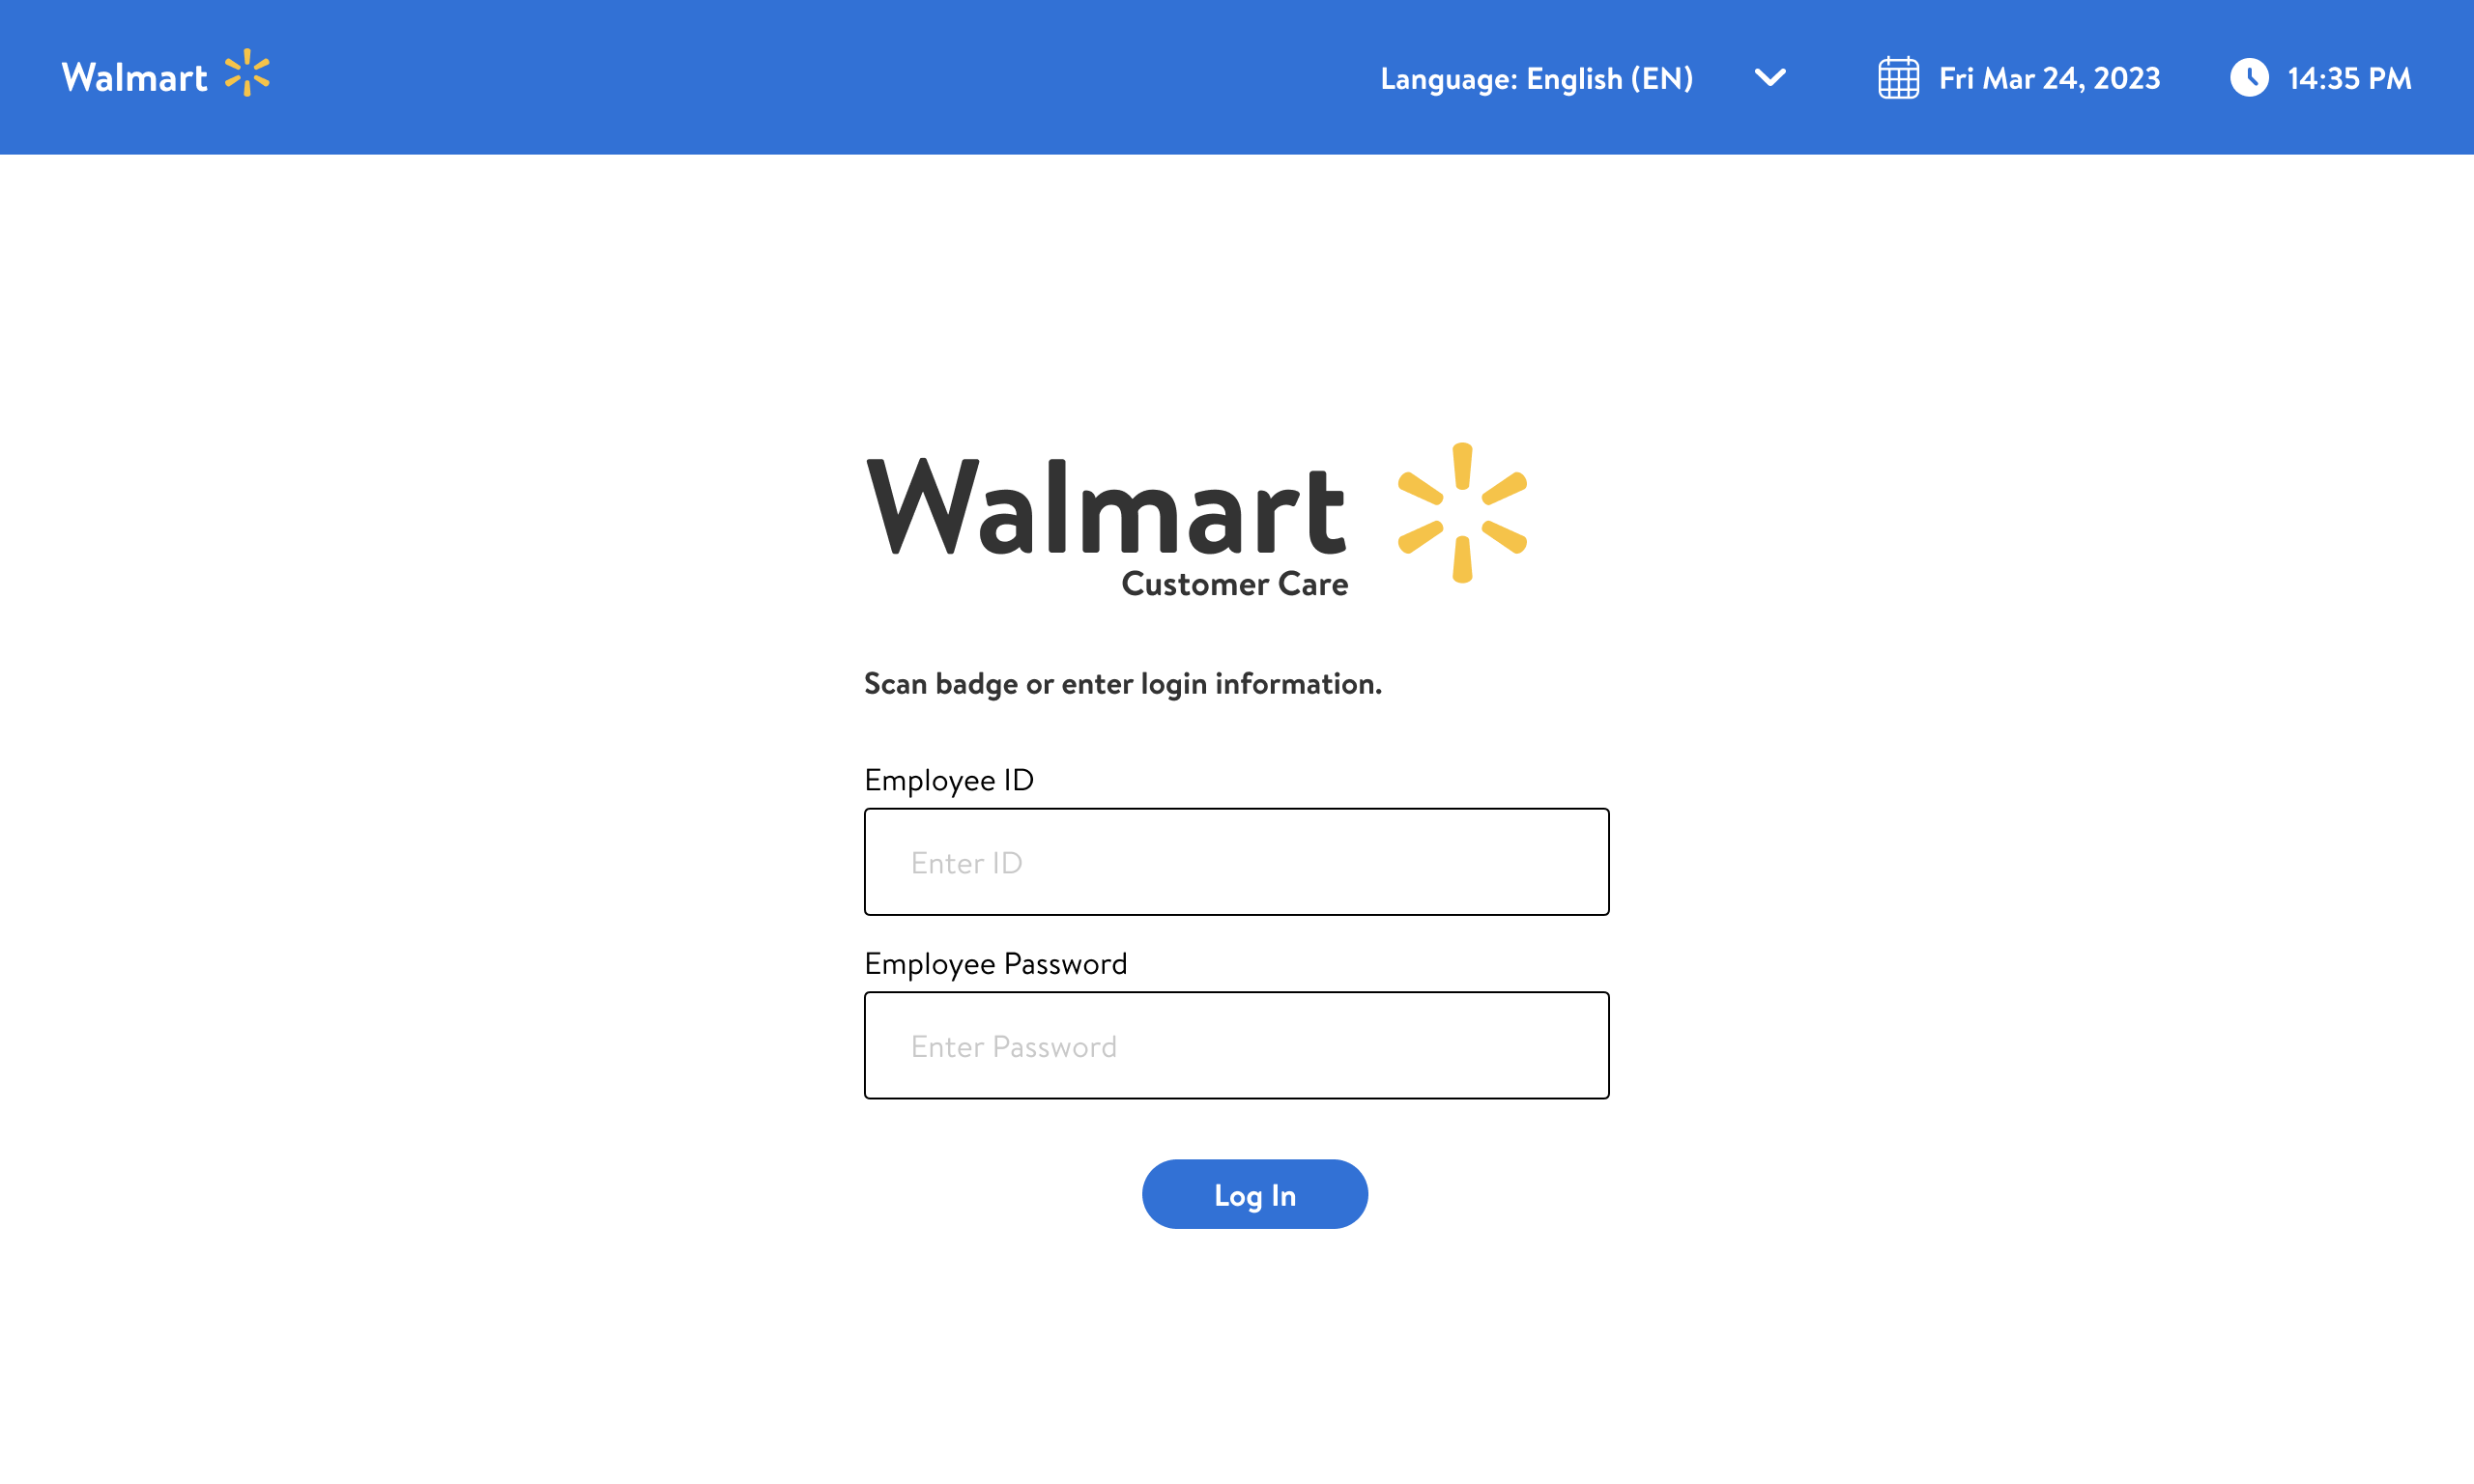 Walmart
Language: English (EN)
Fri Mar 24, 2023
14:35 PM
Walmart
Customer Care
Scan badge or enter login information.
Employee ID
Enter ID
Employee Password
Enter Password
Log In